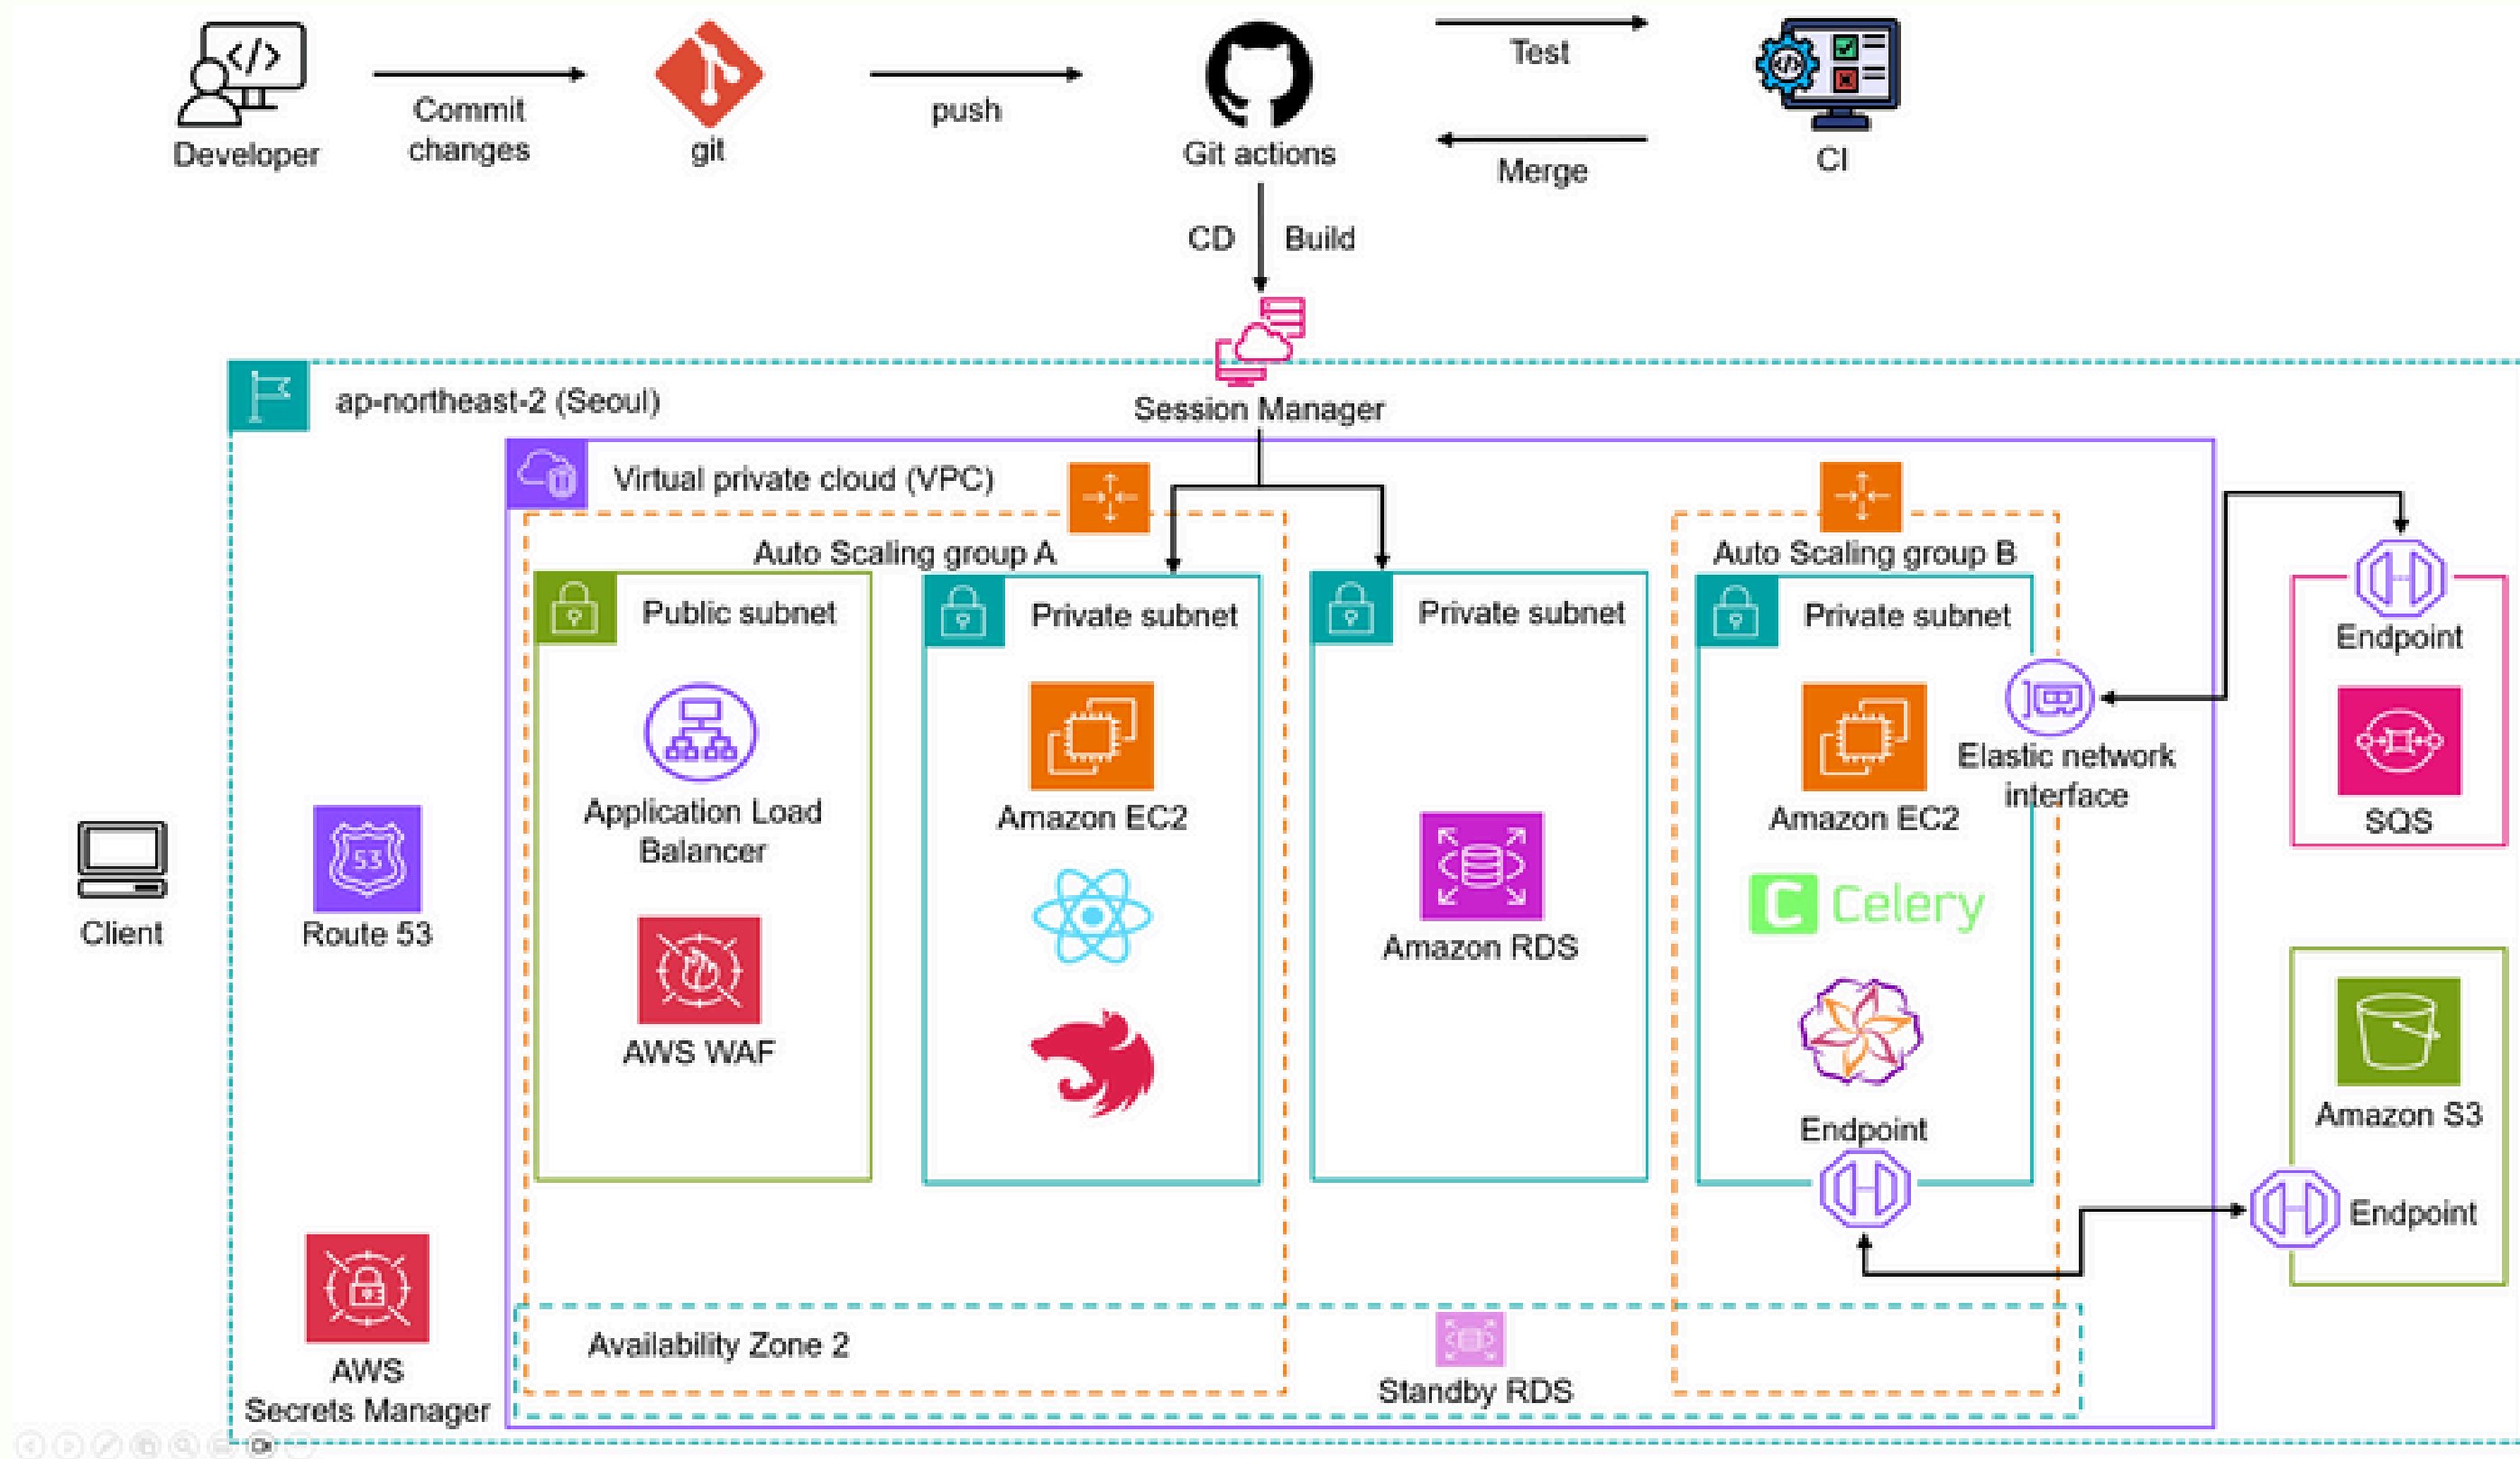 Developer
Commit
changes
git
push
Git actions
Test
Merge
CI
CD
Build
Session Manager
ap-northeast-2 (Seoul)
Virtual private cloud (VPC)
Auto Scaling group A
Auto Scaling group B
Public subnet
Private subnet
Private subnet
Private subnet
Endpoint
Application Load
Balancer
Amazon EC2
Amazon EC2
Elastic network
interface
SQS
53
Client
Route 53
Amazon RDS
C Celery
AWS WAF
Amazon S3
Endpoint
Endpoint
AWS
Secrets Manager
Availability Zone 2
Standby RDS